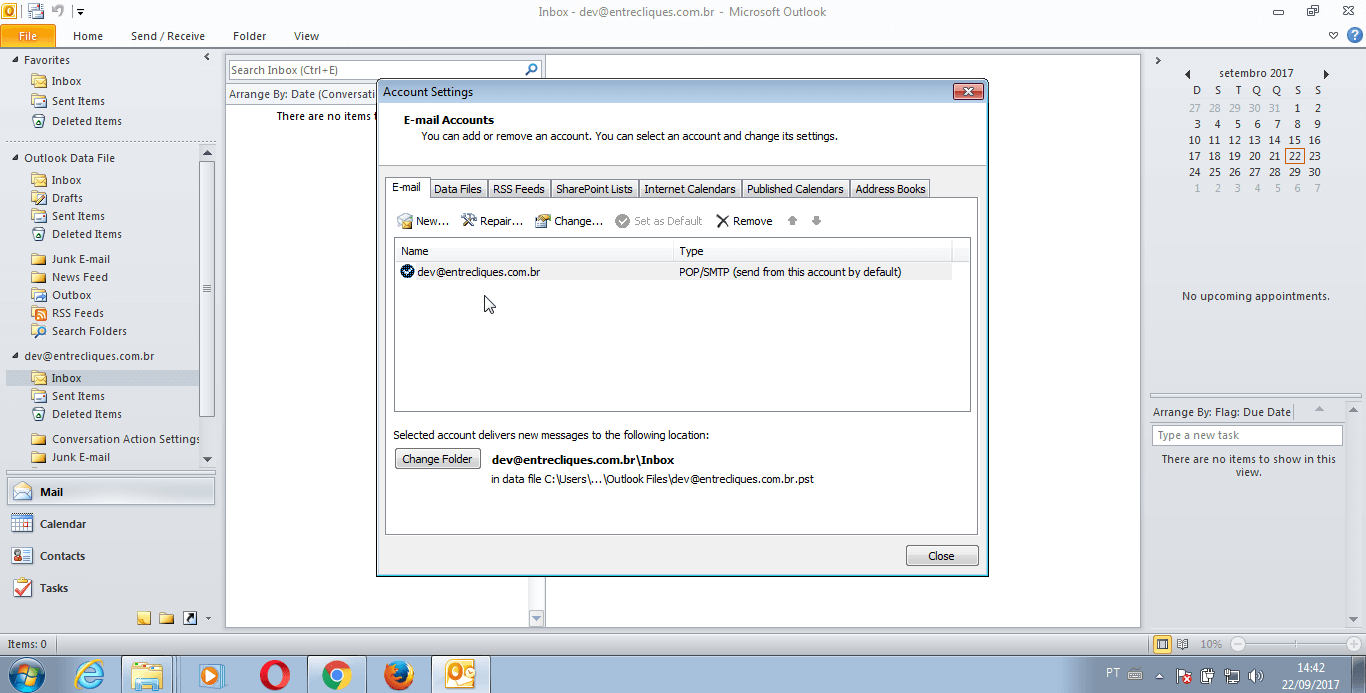 Inbox - dev@entrecliques.com.br - Microsoft Outlook
File Home Send / Receive Folder View
Favorites
Inbox
Sent Items
Deleted Items
Outlook Data File
Inbox
Drafts
Sent Items
Deleted Items
Junk E-mail
News Feed
Outbox
RSS Feeds
Search Folders
dev@entrecliques.com.br
Inbox
Sent Items
Deleted Items
Conversation Action Settings
Junk E-mail
Mail
Calendar
Contacts
Tasks
Search Inbox (Ctrl+E)
Arrange By: Date (Conversati
There are no items t
Account Settings
E-mail Accounts
You can add or remove an account. You can select an account and change its settings.
E-mail Data Files RSS Feeds SharePoint Lists Internet Calendars Published Calendars Address Books
New... Repair... Change... Set as Default Remove
Name Type
dev@entrecliques.com.br POP/SMTP (send from this account by default)
Selected account delivers new messages to the following location:
Change Folder dev@entrecliques.com.br\Inbox
in data file C:\Users\...\Outlook Files\dev@entrecliques.com.br.pst
Close
setembro 2017
D S T Q Q S S
27 28 29 30 31 1 2
3 4 5 6 7 8 9
10 11 12 13 14 15 16
17 18 19 20 21 22 23
24 25 26 27 28 29 30
1 2 3 4 5 6 7
No upcoming appointments.
Arrange By: Flag: Due Date
Type a new task
There are no items to show in this
view.
Items: 0
10%
PT
14:42
22/09/2017